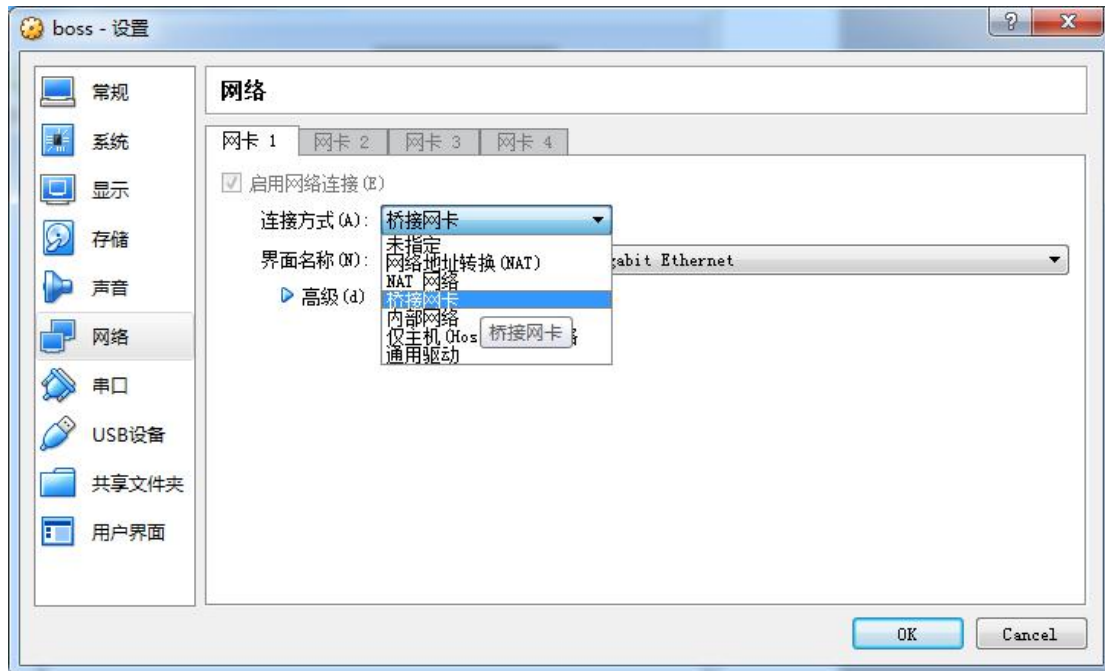 boss - 设置
常规
系统
显示
存储
声音
网络
串口
USB设备
共享文件夹
用户界面
网络
网卡 1
网卡 2
网卡 3
网卡 4
启用网络连接(E)
连接方式(A):
桥接网卡
未指定
网络地址转换(NAT)
NAT 网络
桥接网卡
内部网络
仅主机(Hos
桥接网卡
通用驱动
界面名称(N):
Ethernet
高级(d)
OK
Cancel